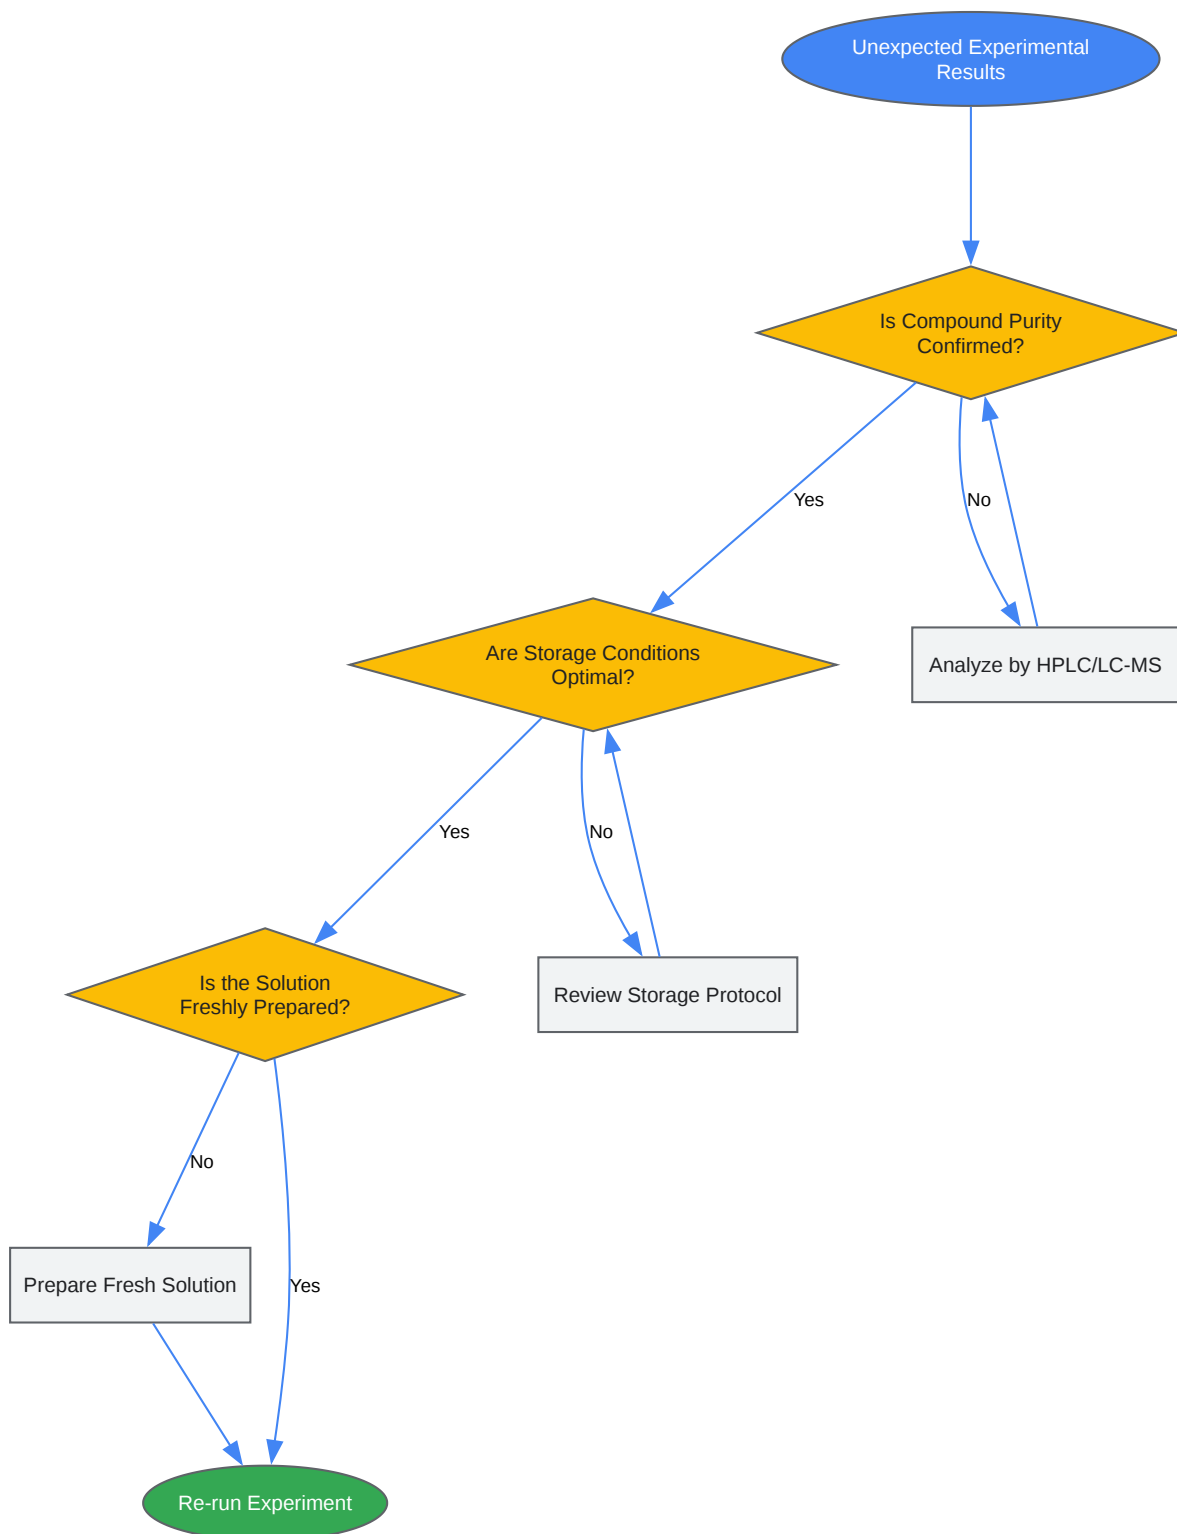 Unexpected Experimental
Results
Is Compound Purity
Confirmed?
Yes
No
Are Storage Conditions
Optimal?
Analyze by HPLC/LC-MS
Yes
No
Is the Solution
Freshly Prepared?
Review Storage Protocol
No
Prepare Fresh Solution
Yes
Re-run Experiment